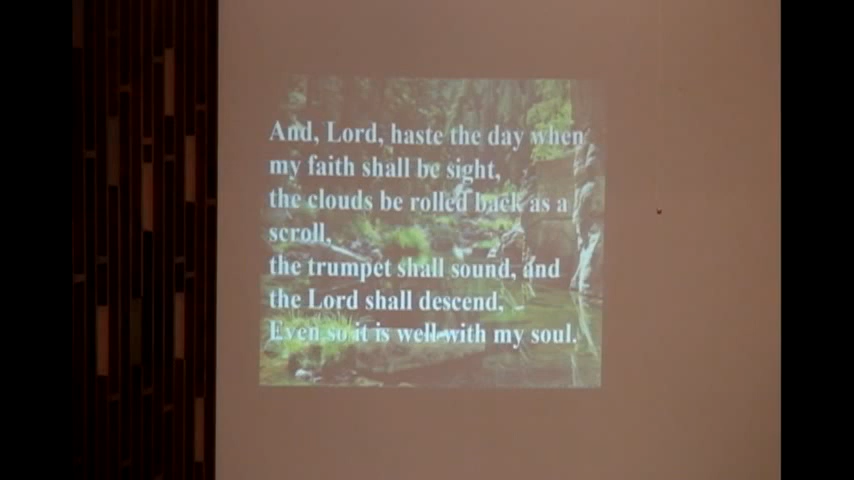 And, Lord, haste the day when
my faith shall be sight,
the clouds be rolled back as a
scroll,
the trumpet shall sound, and
the Lord shall descend,
Even so it is well with my soul.